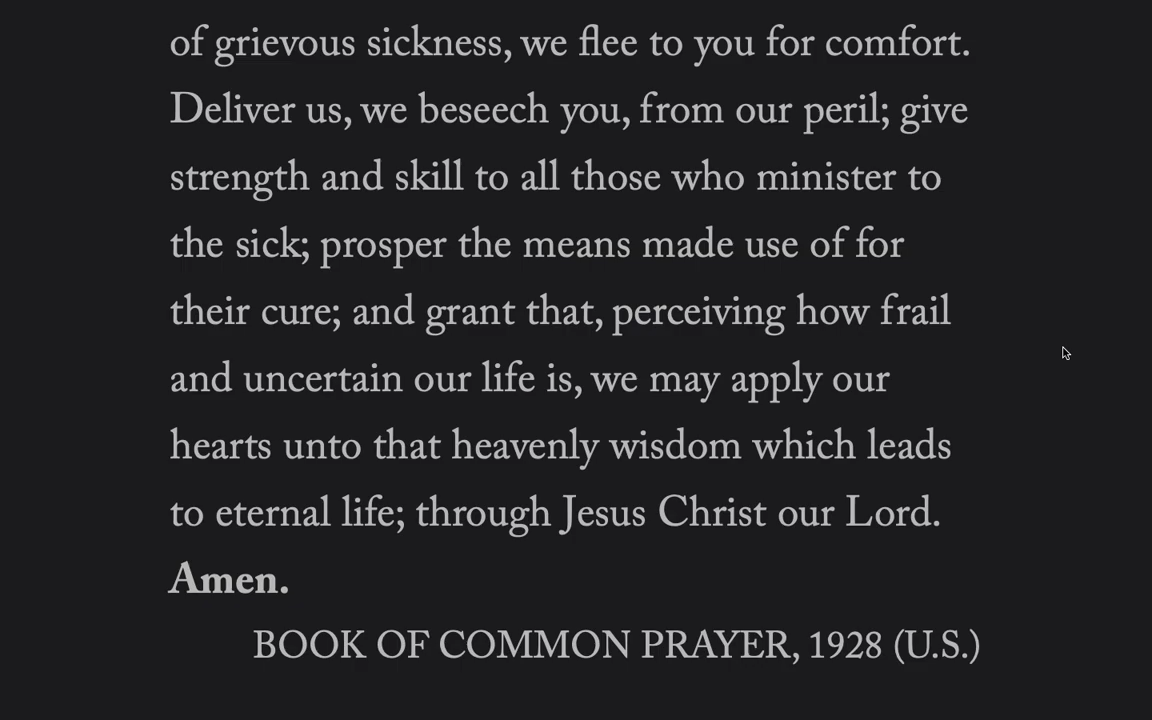 of grievous sickness, we flee to you for comfort.
Deliver us, we beseech you, from our peril; give
strength and skill to all those who minister to
the sick; prosper the means made use of for
their cure; and grant that, perceiving how frail
and uncertain our life is, we may apply our
hearts unto that heavenly wisdom which leads
to eternal life; through Jesus Christ our Lord.
Amen.
BOOK OF COMMON PRAYER, 1928 (U.S.)